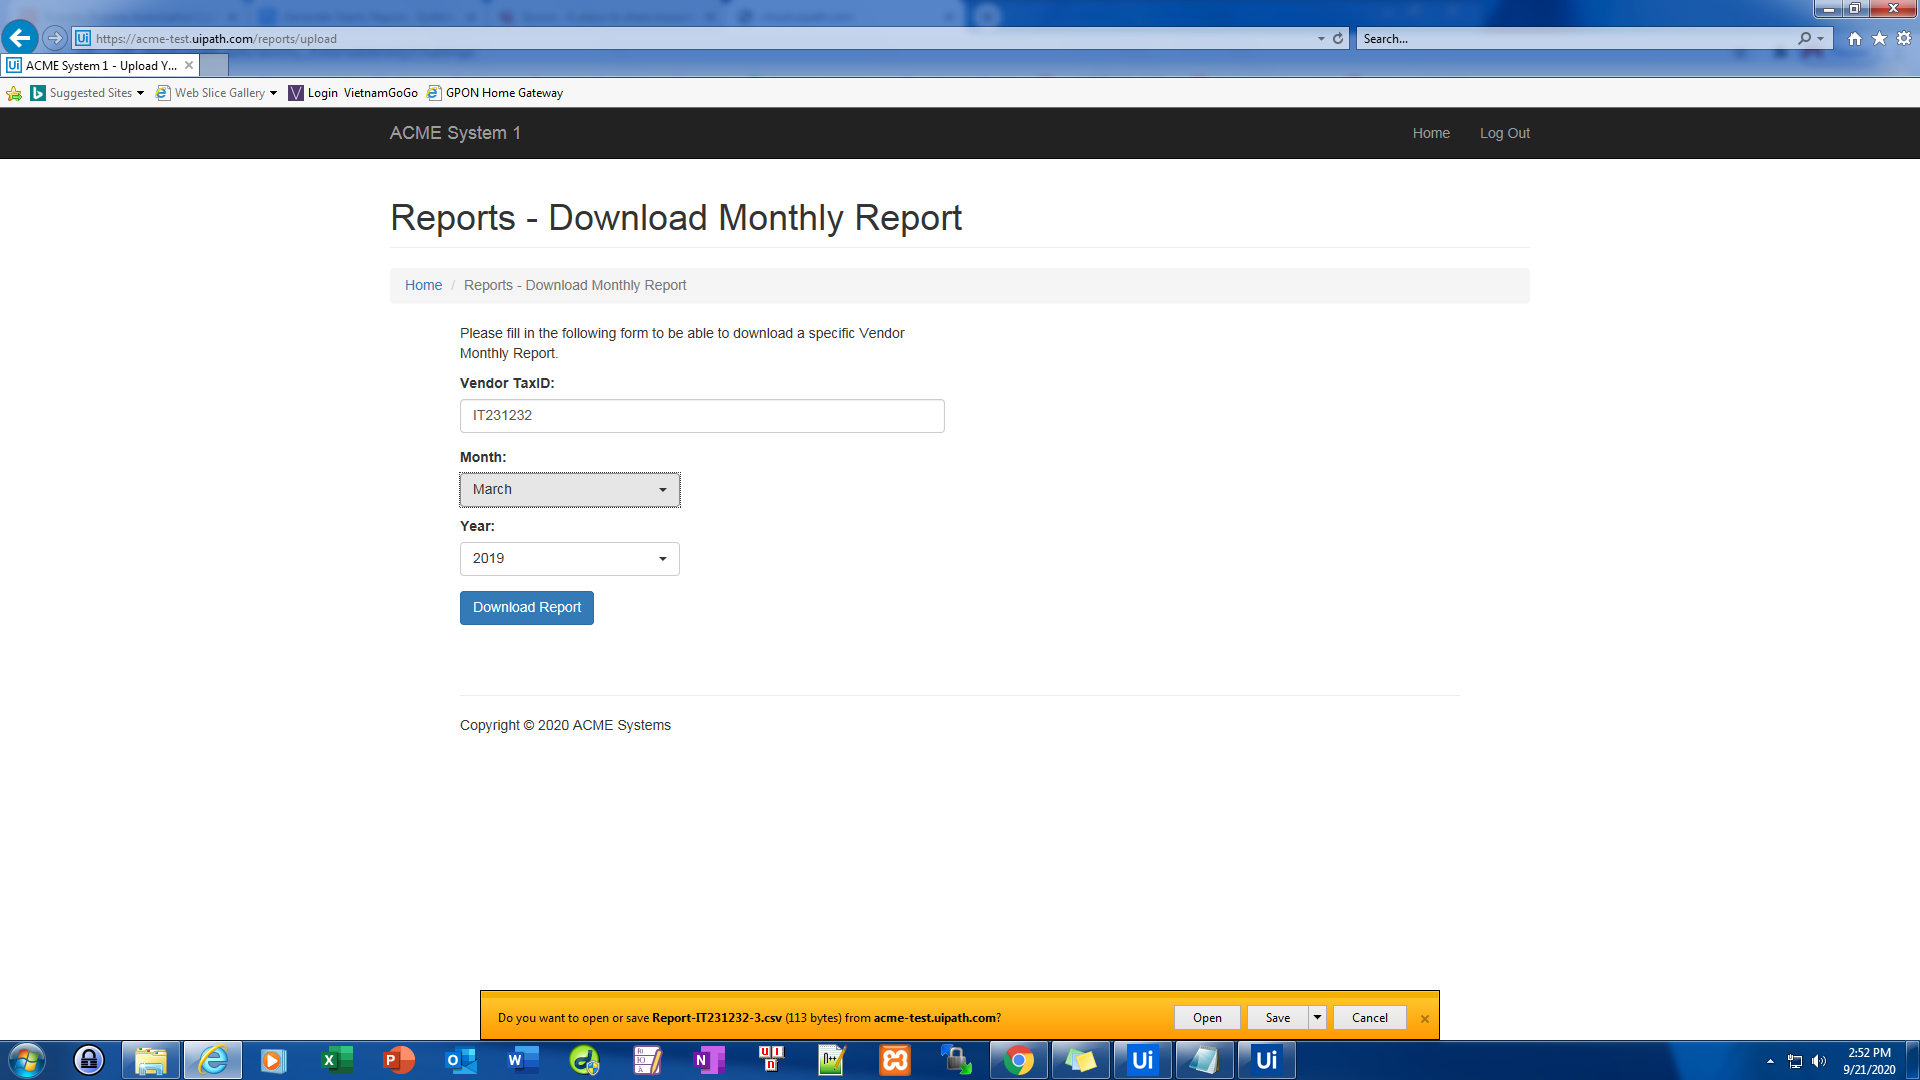 https://acme-test.uipath.com/reports/upload
Search...
ACME System 1 - Upload Y...
Suggested Sites
Web Slice Gallery
Login VietnamGoGo
GPON Home Gateway
ACME System 1
Home
Log Out
Reports - Download Monthly Report
Home / Reports - Download Monthly Report
Please fill in the following form to be able to download a specific Vendor
Monthly Report.
Vendor TaxID:
IT231232
Month:
March
Year:
2019
Download Report
Copyright © 2020 ACME Systems
Do you want to open or save Report-IT231232-3.csv (113 bytes) from acme-test.uipath.com?
Open
Save
Cancel
2:52 PM
9/21/2020